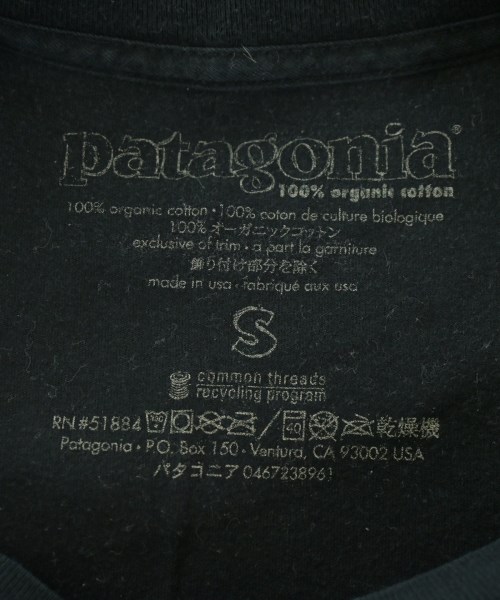 patagonia®
100% organic cotton
100% organic cotton • 100% coton de culture biologique
100% オーガニックコットン
exclusive of trim • a part la garniture
飾り付け部分を除く
made in usa • fabriqué aux usa
S
common threads
recycling program
RN #51884 40 乾燥機
Patagonia • P.O. Box 150 • Ventura, CA 93002 USA
パタゴニア 0467238961